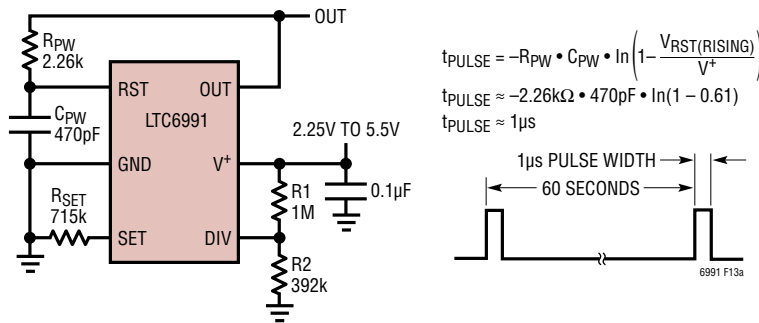 OUT
RPW
2.26k
CPW
470pF
RSET
715k
RST
OUT
LTC6991
GND
V+
SET
DIV
2.25V TO 5.5V
R1
1M
0.1µF
R2
392k
tPULSE = –RPW • CPW • ln(1– VRST(RISING) / V+)
tPULSE ≈ –2.26kΩ • 470pF • ln(1 – 0.61)
tPULSE ≈ 1µs
1µs PULSE WIDTH
60 SECONDS
6991 F13a